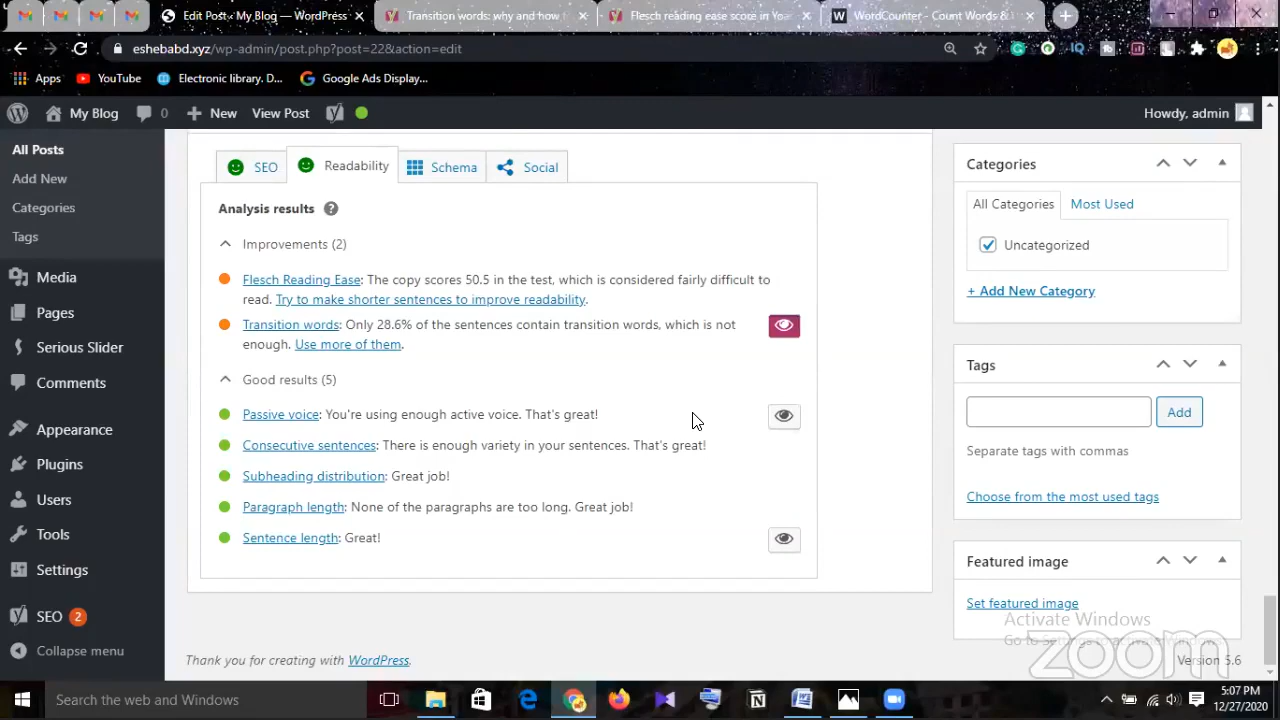 Edit Post ‹ My Blog — WordPress
Transition words: why and how
Flesch reading ease score in Yoa
WordCounter - Count Words &
eshebabd.xyz/wp-admin/post.php?post=22&action=edit
Apps
YouTube
Electronic library. D...
Google Ads Display...
My Blog
0
New
View Post
Howdy, admin
All Posts
Add New
Categories
Tags
Media
Pages
Serious Slider
Comments
Appearance
Plugins
Users
Tools
Settings
SEO 2
Collapse menu
SEO
Readability
Schema
Social
Analysis results
Improvements (2)
Flesch Reading Ease: The copy scores 50.5 in the test, which is considered fairly difficult to
read. Try to make shorter sentences to improve readability.
Transition words: Only 28.6% of the sentences contain transition words, which is not
enough. Use more of them.
Good results (5)
Passive voice: You're using enough active voice. That's great!
Consecutive sentences: There is enough variety in your sentences. That's great!
Subheading distribution: Great job!
Paragraph length: None of the paragraphs are too long. Great job!
Sentence length: Great!
Categories
All Categories
Most Used
Uncategorized
+ Add New Category
Tags
Add
Separate tags with commas
Choose from the most used tags
Featured image
Set featured image
Activate Windows
Go to Settings
zoom
Thank you for creating with WordPress.
Version 5.6
Search the web and Windows
5:07 PM
12/27/2020